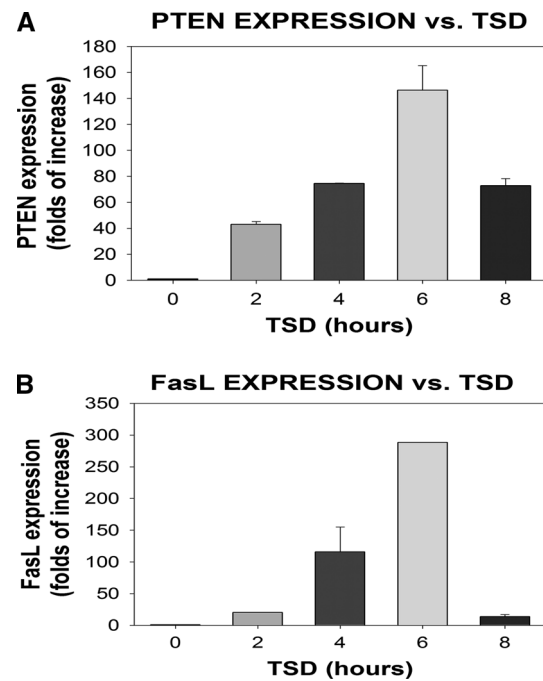 A
PTEN EXPRESSION vs. TSD
PTEN expression
(folds of increase)
180
160
140
120
100
80
60
40
20
0
0 2 4 6 8
TSD (hours)
B
FasL EXPRESSION vs. TSD
FasL expression
(folds of increase)
350
300
250
200
150
100
50
0
0 2 4 6 8
TSD (hours)